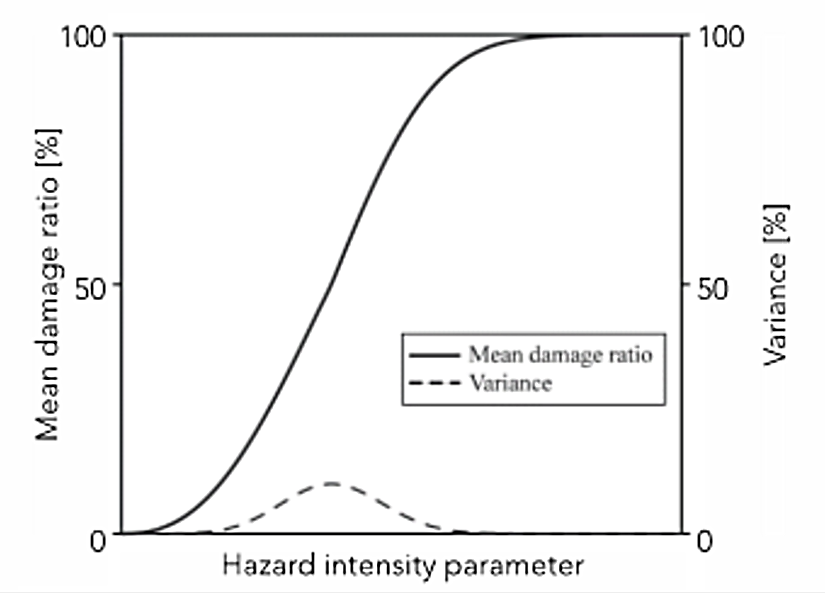 100
100
Mean damage ratio [%]
Variance [%]
50
50
Mean damage ratio
Variance
0
0
Hazard intensity parameter